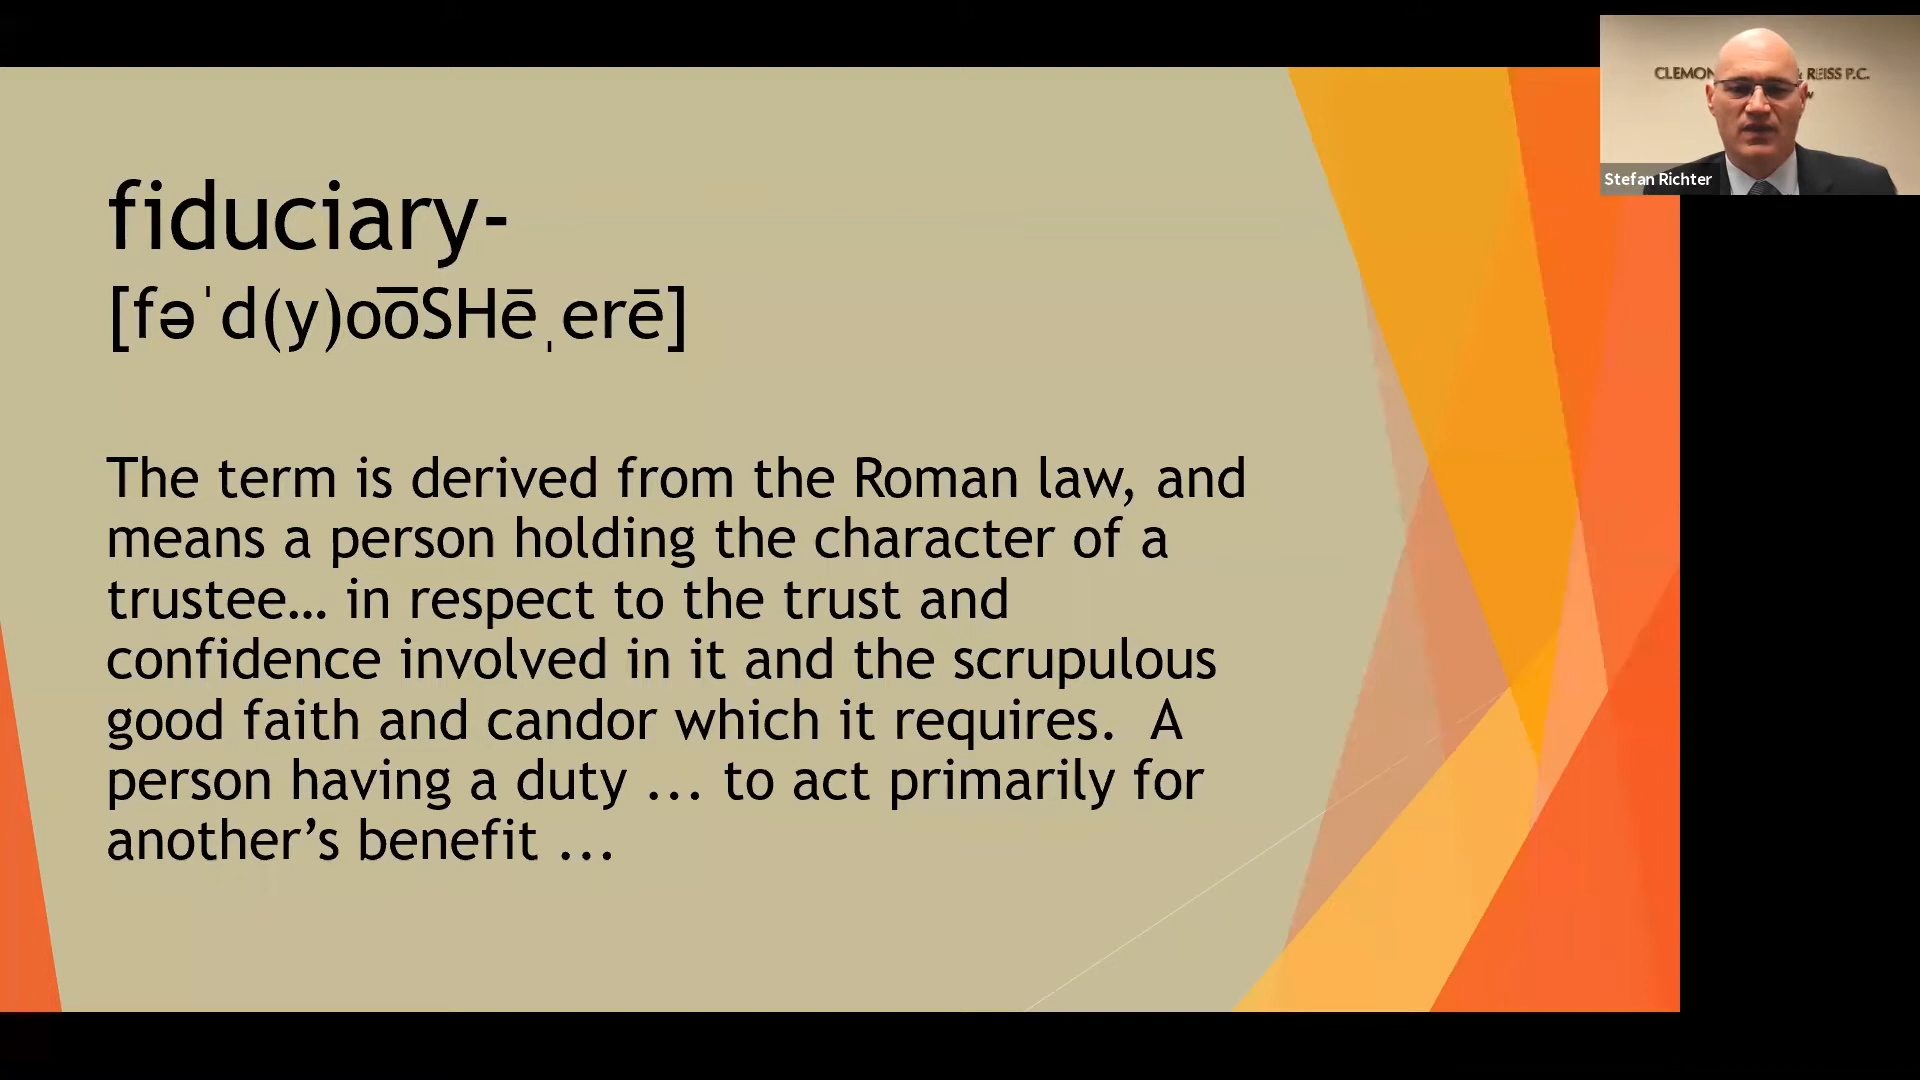 fiduciary-
[fəˈd(y)o͞oSHēˌerē]
The term is derived from the Roman law, and
means a person holding the character of a
trustee… in respect to the trust and
confidence involved in it and the scrupulous
good faith and candor which it requires.  A
person having a duty ... to act primarily for
another’s benefit ...
REISS P.C.
Stefan Richter